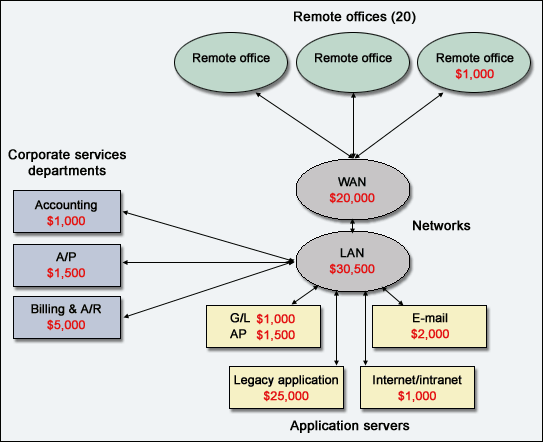 Remote offices (20)
Remote office
Remote office
Remote office
$1,000
Corporate services
departments
WAN
$20,000
Accounting
$1,000
Networks
A/P
$1,500
LAN
$30,500
Billing & A/R
$5,000
G/L $1,000
AP $1,500
E-mail
$2,000
Legacy application
$25,000
Internet/intranet
$1,000
Application servers